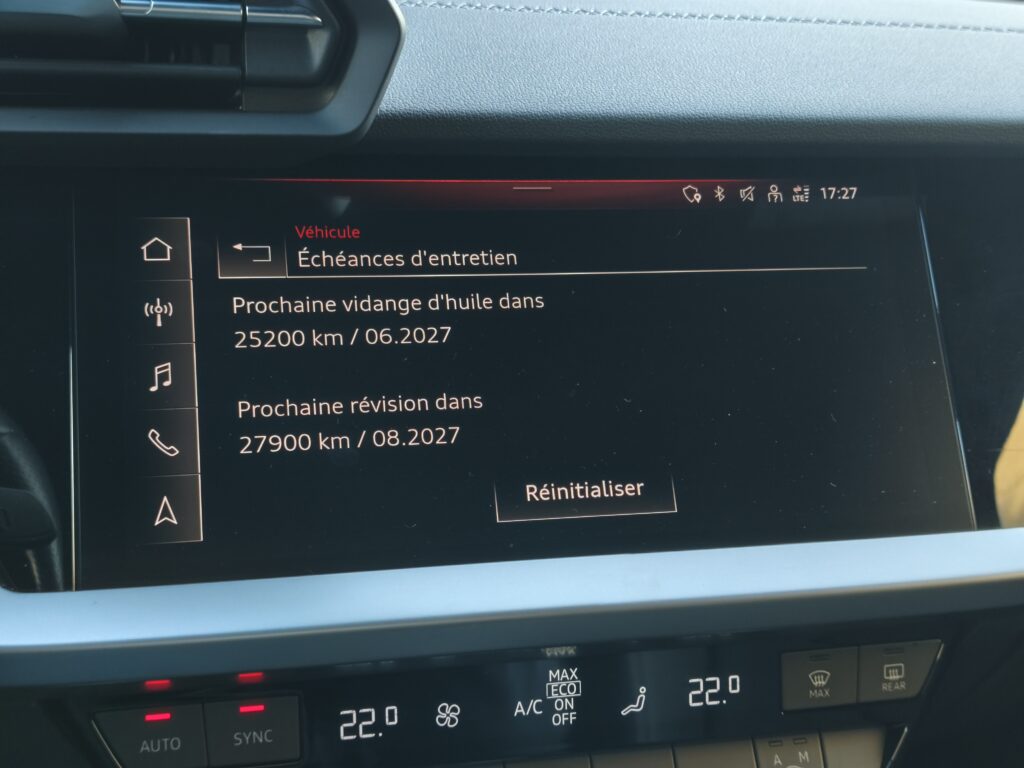 LTE 17:27
Véhicule
Échéances d'entretien
Prochaine vidange d'huile dans
25200 km / 06.2027
Prochaine révision dans
27900 km / 08.2027
Réinitialiser
AUTO
SYNC
22.0
A/C
MAX
ECO
ON
OFF
22.0
MAX
REAR
A M